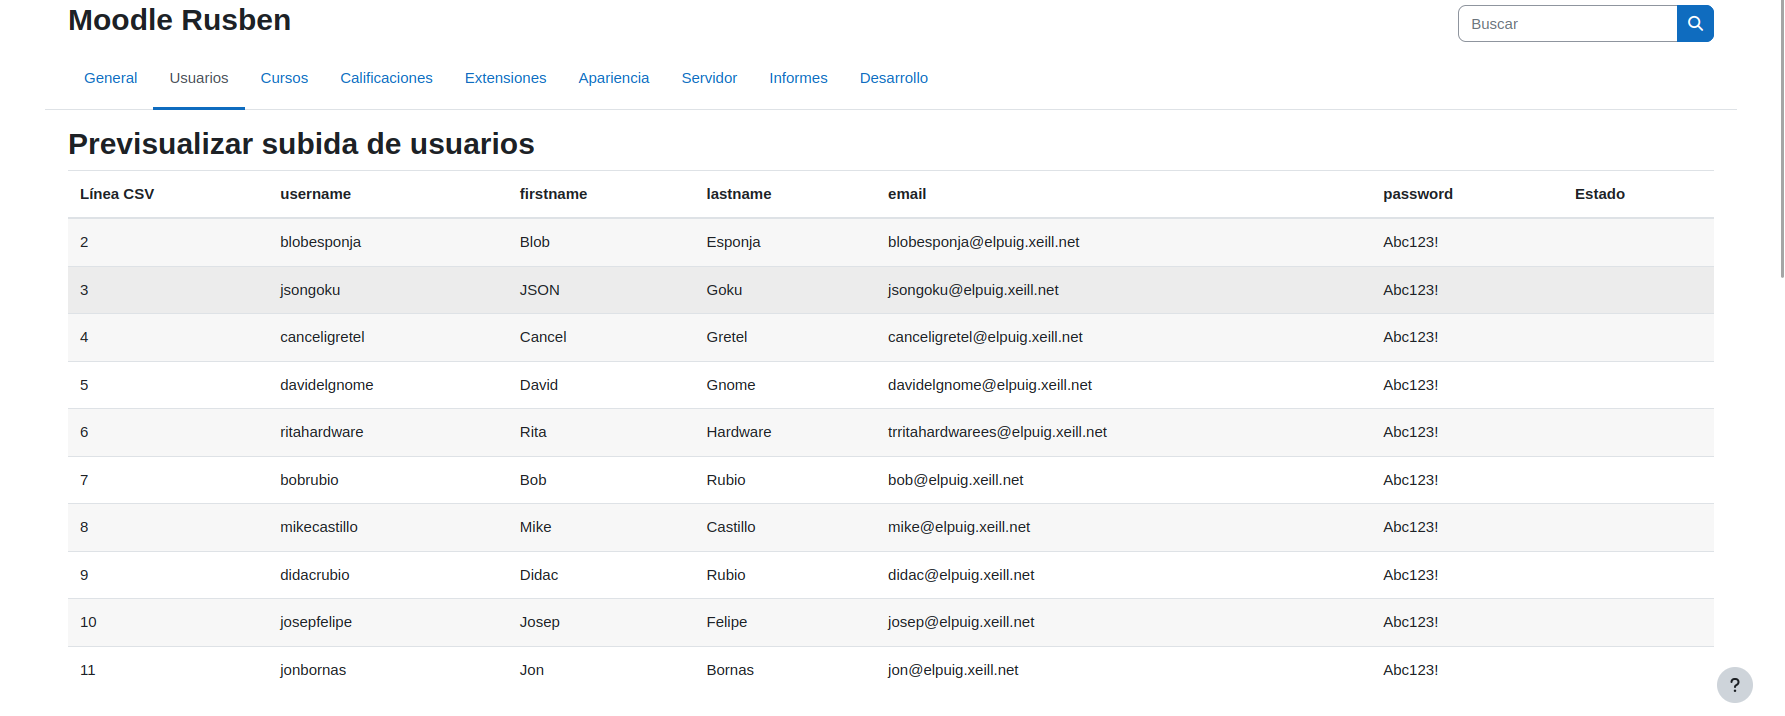 Moodle Rusben
Buscar
General Usuarios Cursos Calificaciones Extensiones Apariencia Servidor Informes Desarrollo
Previsualizar subida de usuarios
Línea CSV username firstname lastname email password Estado
2 blobesponja Blob Esponja blobesponja@elpuig.xeill.net Abc123!
3 jsongoku JSON Goku jsongoku@elpuig.xeill.net Abc123!
4 canceligretel Cancel Gretel canceligretel@elpuig.xeill.net Abc123!
5 davidelgnome David Gnome davidelgnome@elpuig.xeill.net Abc123!
6 ritahardware Rita Hardware trritahardwarees@elpuig.xeill.net Abc123!
7 bobrubio Bob Rubio bob@elpuig.xeill.net Abc123!
8 mikecastillo Mike Castillo mike@elpuig.xeill.net Abc123!
9 didacrubio Didac Rubio didac@elpuig.xeill.net Abc123!
10 josepfelipe Josep Felipe josep@elpuig.xeill.net Abc123!
11 jonbornas Jon Bornas jon@elpuig.xeill.net Abc123!
?